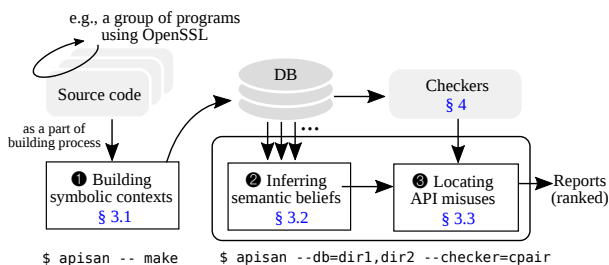 e.g., a group of programs
using OpenSSL
Source code
as a part of
building process
❶ Building
symbolic contexts
§ 3.1
DB
...
Checkers
§ 4
❷ Inferring
semantic beliefs
§ 3.2
❸ Locating
API misuses
§ 3.3
Reports
(ranked)
$ apisan -- make
$ apisan --db=dir1,dir2 --checker=cpair